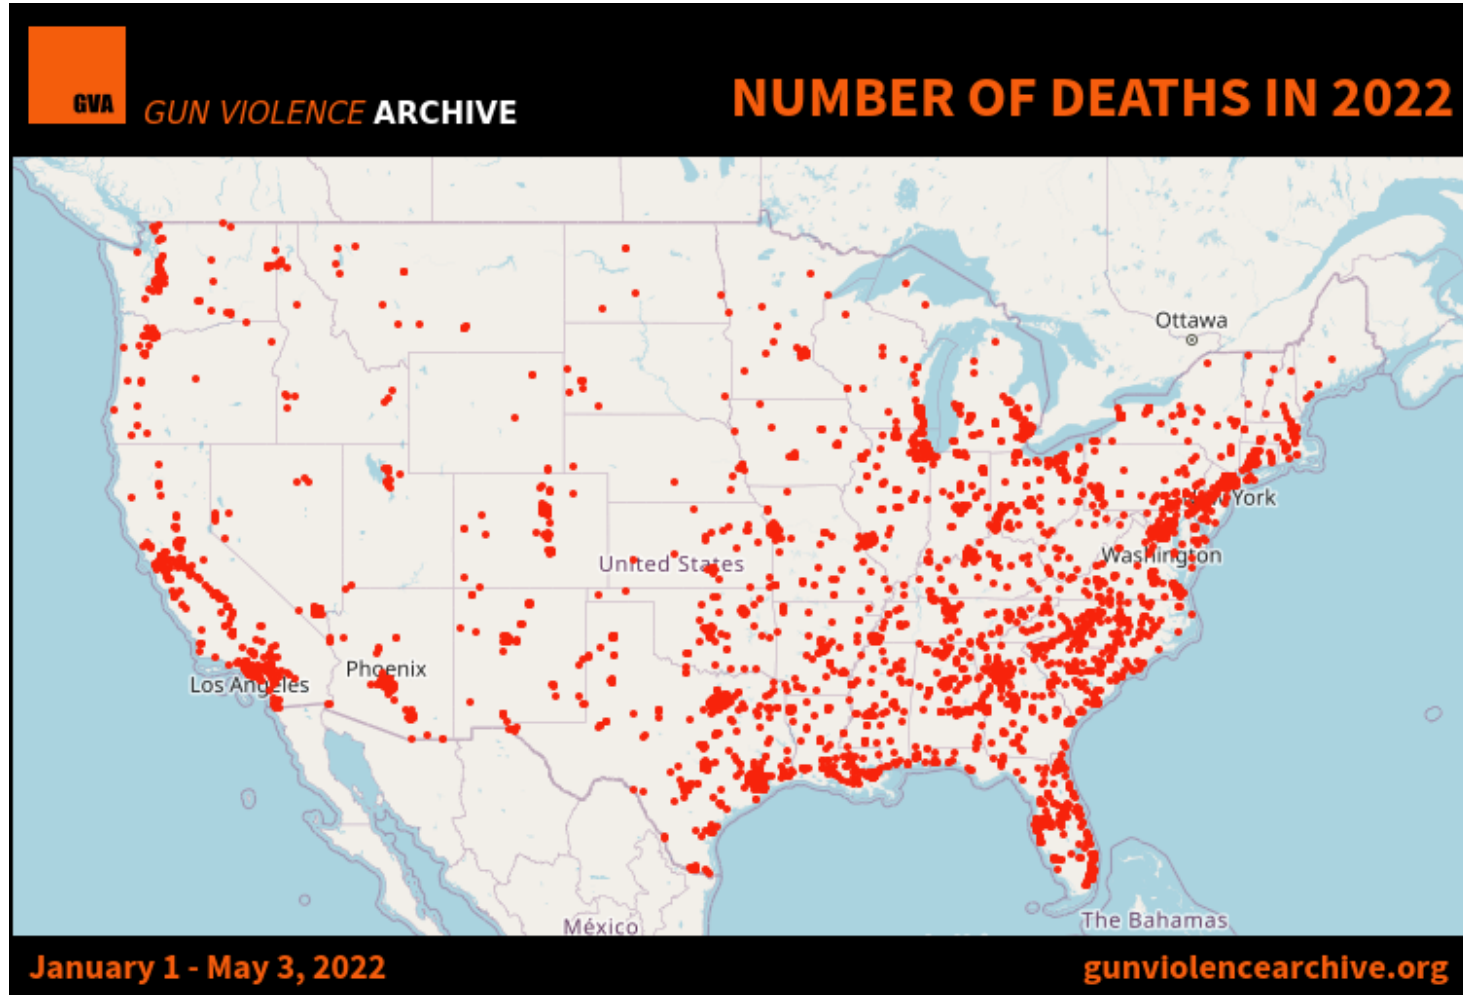 GVA
GUN VIOLENCE ARCHIVE
NUMBER OF DEATHS IN 2022
Ottawa
York
United States
Washington
Phoenix
Los Angeles
México
The Bahamas
January 1 - May 3, 2022
gunviolencearchive.org